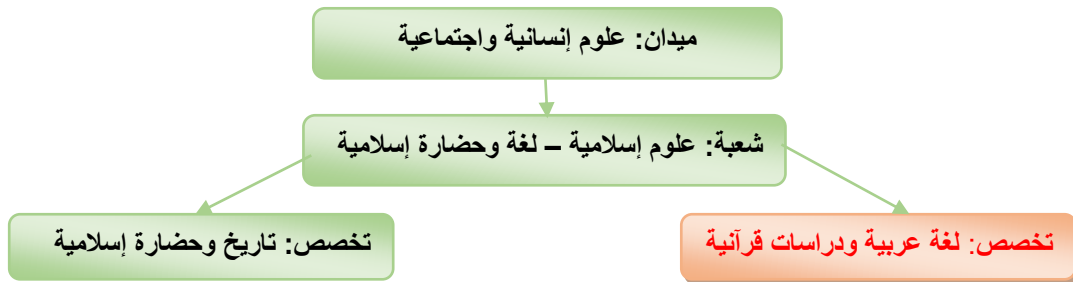 ميدان: علوم إنسانية واجتماعية
شعبة: علوم إسلامية – لغة وحضارة إسلامية
تخصص: لغة عربية ودراسات قرآنية
تخصص: تاريخ وحضارة إسلامية